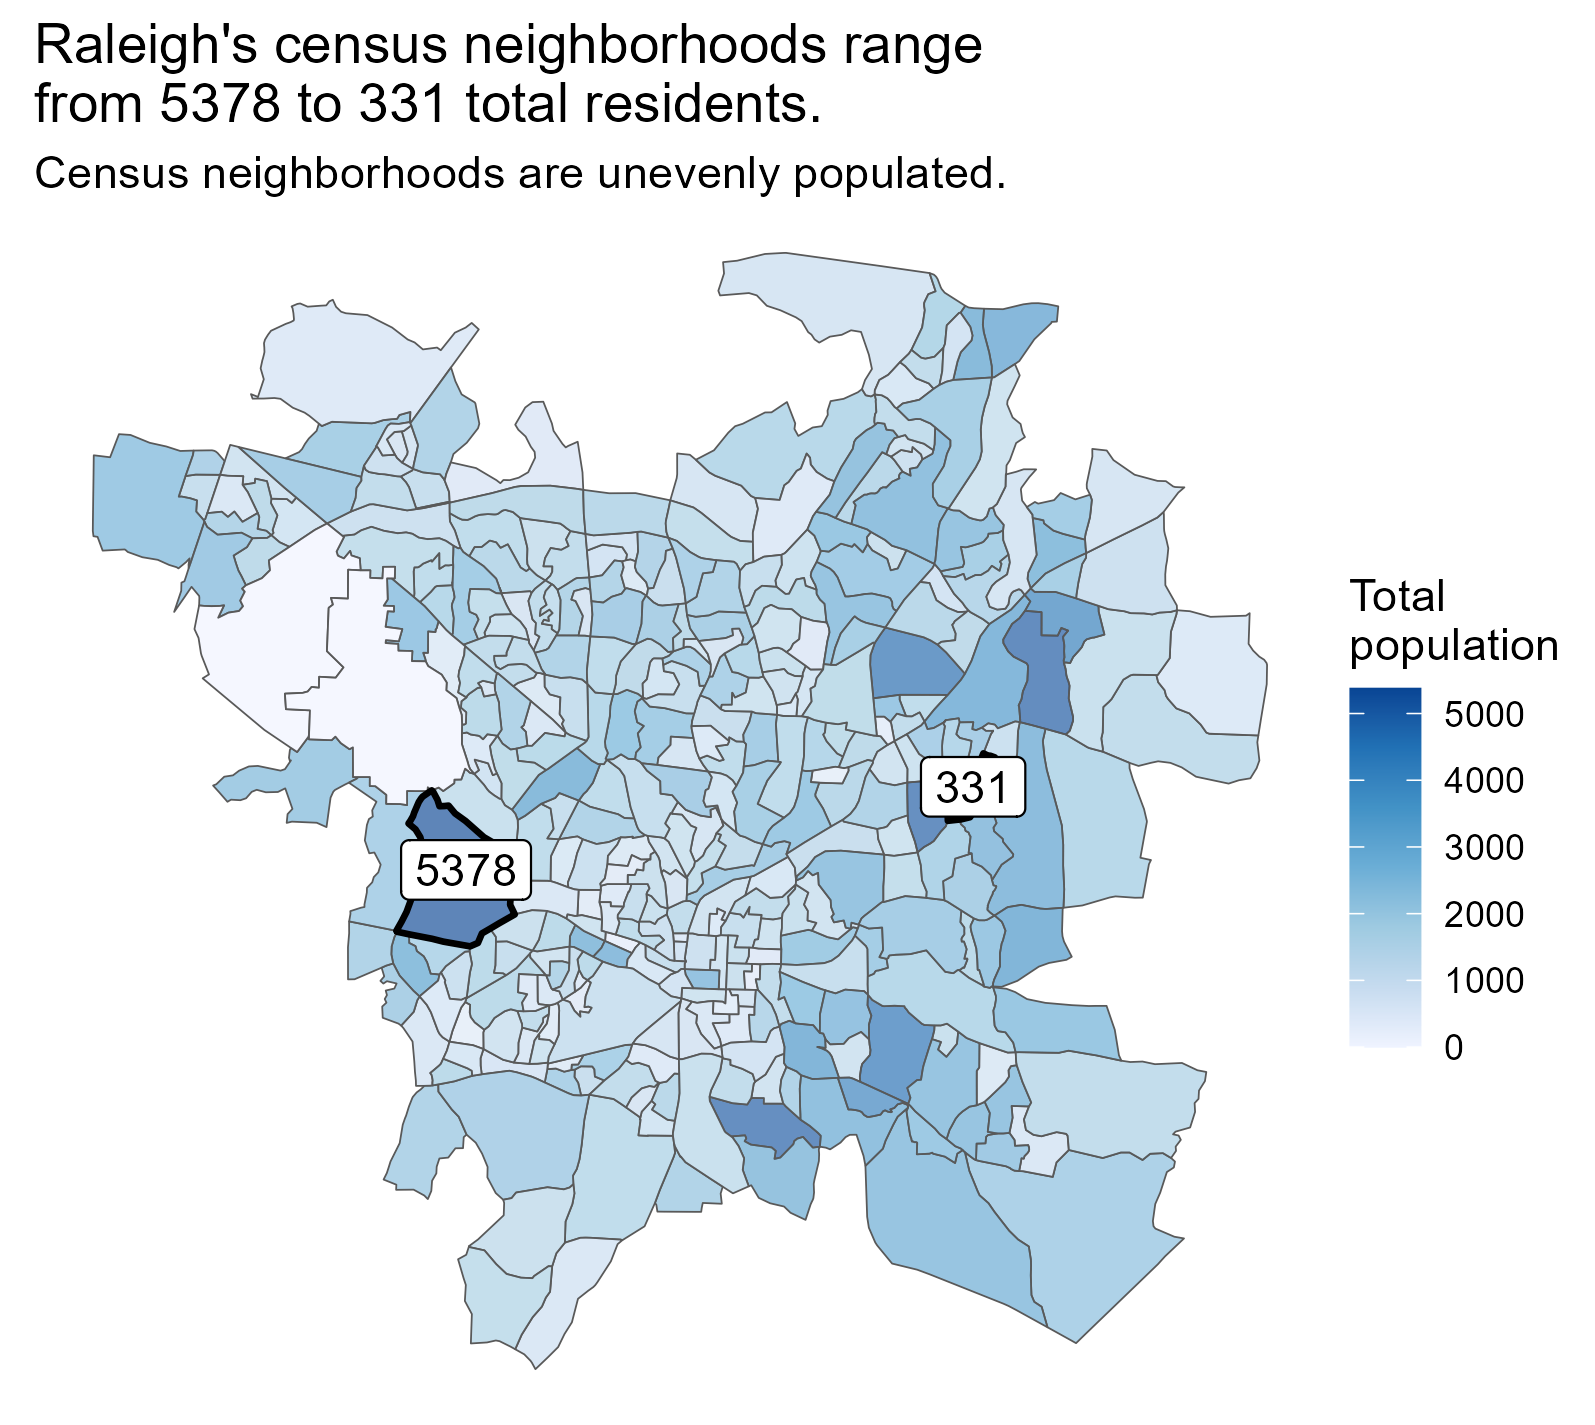 Raleigh's census neighborhoods range
from 5378 to 331 total residents.
Census neighborhoods are unevenly populated.
Total
population
5000
4000
3000
2000
1000
0
331
5378